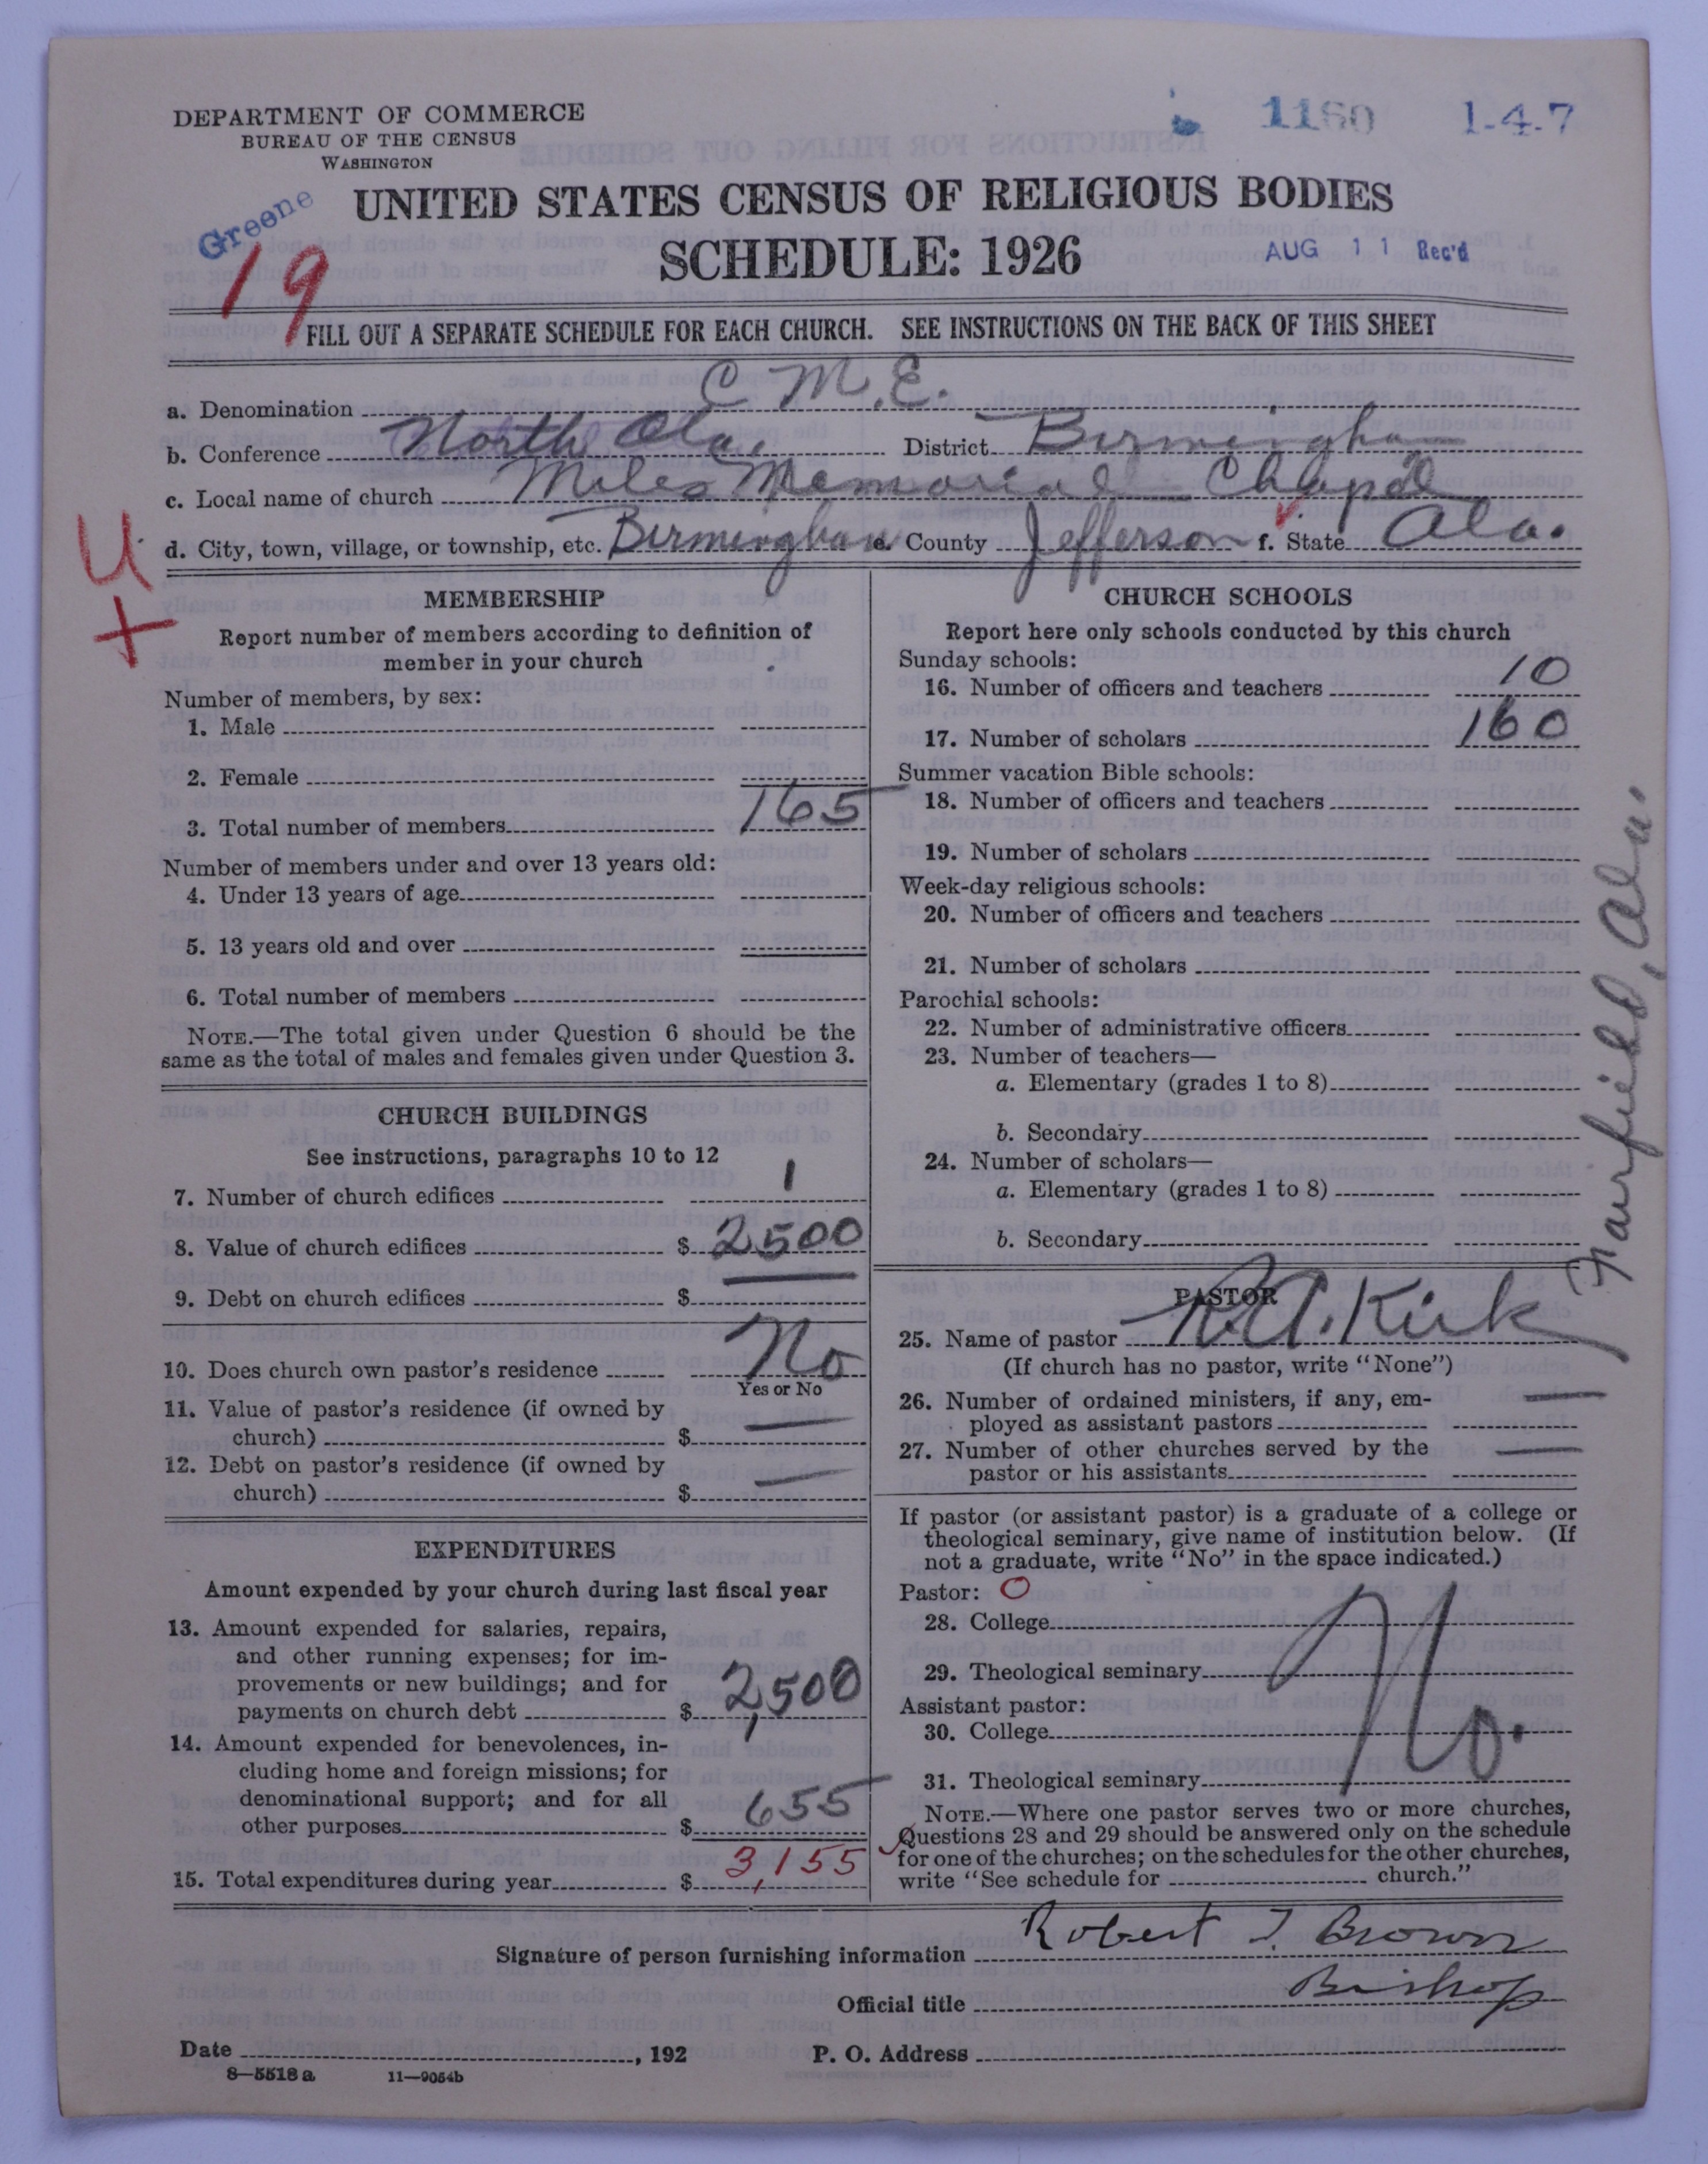 DEPARTMENT OF COMMERCE
BUREAU OF THE CENSUS
WASHINGTON
1160 1-4-7
Greene
19
UNITED STATES CENSUS OF RELIGIOUS BODIES
SCHEDULE: 1926
AUG 11 Rec'd
FILL OUT A SEPARATE SCHEDULE FOR EACH CHURCH. SEE INSTRUCTIONS ON THE BACK OF THIS SHEET
a. Denomination C M.E.
b. Conference North Ala. District Birmingham
c. Local name of church Miles Memorial Chapel
d. City, town, village, or township, etc. Birmingham e. County Jefferson f. State Ala.
U
+
MEMBERSHIP
Report number of members according to definition of
member in your church
Number of members, by sex:
1. Male
2. Female
3. Total number of members 165
Number of members under and over 13 years old:
4. Under 13 years of age
5. 13 years old and over
6. Total number of members
NOTE.—The total given under Question 6 should be the
same as the total of males and females given under Question 3.
CHURCH BUILDINGS
See instructions, paragraphs 10 to 12
7. Number of church edifices 1
8. Value of church edifices $ 2500
9. Debt on church edifices $
10. Does church own pastor's residence No
Yes or No
11. Value of pastor's residence (if owned by
church) $ —
12. Debt on pastor's residence (if owned by
church) $ —
EXPENDITURES
Amount expended by your church during last fiscal year
13. Amount expended for salaries, repairs,
and other running expenses; for im-
provements or new buildings; and for
payments on church debt $ 2,500
14. Amount expended for benevolences, in-
cluding home and foreign missions; for
denominational support; and for all
other purposes $ 655
15. Total expenditures during year $ 3,155
CHURCH SCHOOLS
Report here only schools conducted by this church
Sunday schools:
16. Number of officers and teachers 10
17. Number of scholars 160
Summer vacation Bible schools:
18. Number of officers and teachers
19. Number of scholars
Week-day religious schools:
20. Number of officers and teachers
21. Number of scholars
Parochial schools:
22. Number of administrative officers
23. Number of teachers—
a. Elementary (grades 1 to 8)
b. Secondary
24. Number of scholars—
a. Elementary (grades 1 to 8)
b. Secondary
PASTOR
25. Name of pastor Kirk
Fairfield, Ala.
(If church has no pastor, write "None")
26. Number of ordained ministers, if any, em-
ployed as assistant pastors —
27. Number of other churches served by the
pastor or his assistants —
If pastor (or assistant pastor) is a graduate of a college or
theological seminary, give name of institution below. (If
not a graduate, write "No" in the space indicated.)
Pastor: O
28. College
29. Theological seminary
No.
Assistant pastor:
30. College
31. Theological seminary
NOTE.—Where one pastor serves two or more churches,
Questions 28 and 29 should be answered only on the schedule
for one of the churches; on the schedules for the other churches,
write "See schedule for church."
Signature of person furnishing information Robert T. Brown
Official title Bishop
Date , 192 P. O. Address
8—5518 a 11—9054b